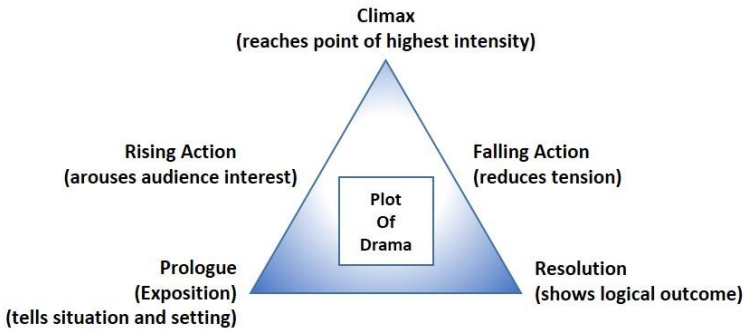 Climax
(reaches point of highest intensity)
Rising Action
(arouses audience interest)
Falling Action
(reduces tension)
Plot
Of
Drama
Prologue
(Exposition)
(tells situation and setting)
Resolution
(shows logical outcome)